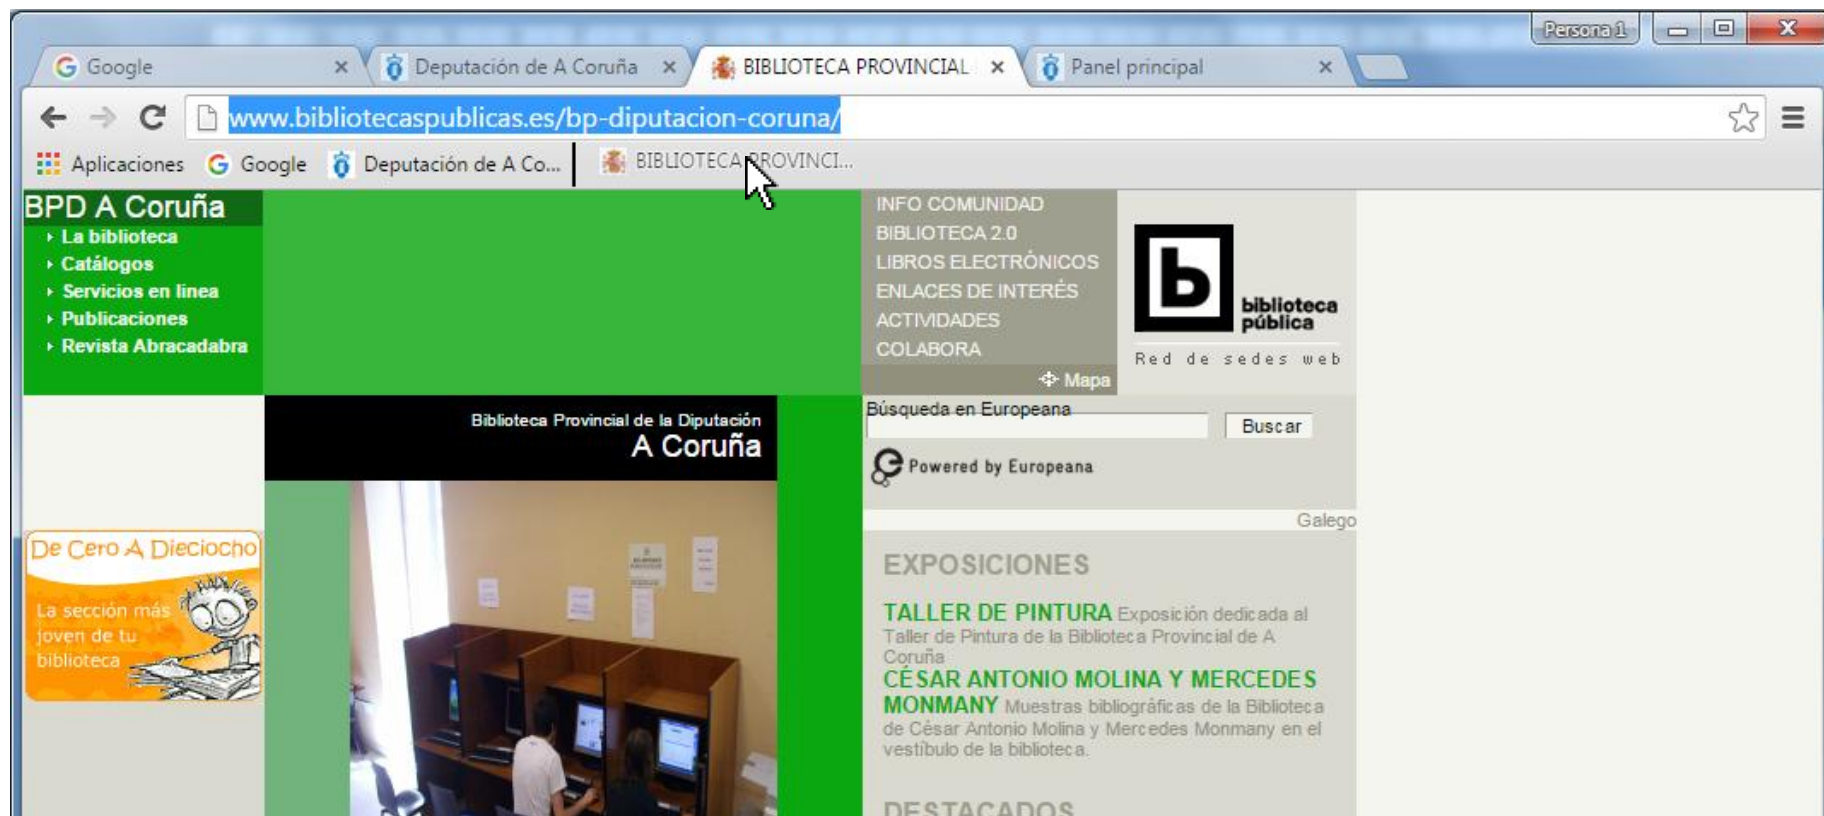 Persona 1
Google
Deputación de A Coruña
BIBLIOTECA PROVINCIAL
Panel principal
www.bibliotecaspublicas.es/bp-diputacion-coruna/
Aplicaciones
Google
Deputación de A Co...
BIBLIOTECA PROVINCI...
BPD A Coruña
La biblioteca
Catálogos
Servicios en linea
Publicaciones
Revista Abracadabra
INFO COMUNIDAD
BIBLIOTECA 2.0
LIBROS ELECTRÓNICOS
ENLACES DE INTERÉS
ACTIVIDADES
COLABORA
Mapa
b
biblioteca
pública
Red de sedes web
Biblioteca Provincial de la Diputación
A Coruña
Búsqueda en Europeana
Buscar
Powered by Europeana
Galego
De Cero A Dieciocho
La sección más
joven de tu
biblioteca
EXPOSICIONES
TALLER DE PINTURA Exposición dedicada al
Taller de Pintura de la Biblioteca Provincial de A
Coruña
CÉSAR ANTONIO MOLINA Y MERCEDES
MONMANY Muestras bibliográficas de la Biblioteca
de César Antonio Molina y Mercedes Monmany en el
vestíbulo de la biblioteca.
DESTACADOS